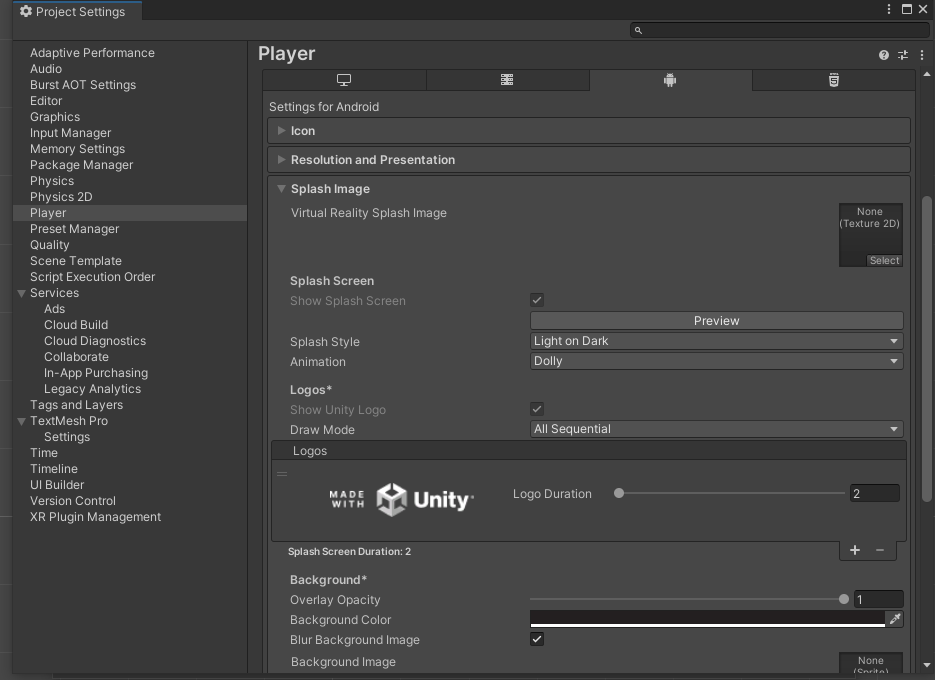 Project Settings
Adaptive Performance
Audio
Burst AOT Settings
Editor
Graphics
Input Manager
Memory Settings
Package Manager
Physics
Physics 2D
Player
Preset Manager
Quality
Scene Template
Script Execution Order
Services
Ads
Cloud Build
Cloud Diagnostics
Collaborate
In-App Purchasing
Legacy Analytics
Tags and Layers
TextMesh Pro
Settings
Time
Timeline
UI Builder
Version Control
XR Plugin Management
Player
Settings for Android
Icon
Resolution and Presentation
Splash Image
Virtual Reality Splash Image
None
(Texture 2D)
Select
Splash Screen
Show Splash Screen
Preview
Splash Style Light on Dark
Animation Dolly
Logos*
Show Unity Logo
Draw Mode All Sequential
Logos
MADE WITH Unity
Logo Duration 2
Splash Screen Duration: 2
Background*
Overlay Opacity 1
Background Color
Blur Background Image
Background Image
None
(Sprite)